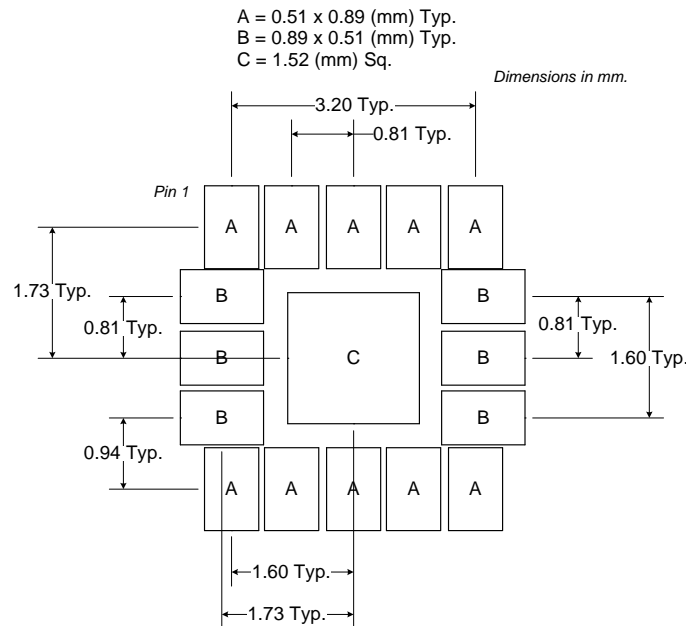 A = 0.51 x 0.89 (mm) Typ.
B = 0.89 x 0.51 (mm) Typ.
C = 1.52 (mm) Sq.
Dimensions in mm.
3.20 Typ.
0.81 Typ.
Pin 1
A A A A A
1.73 Typ.
B B
0.81 Typ. 0.81 Typ.
B C B
1.60 Typ.
B B
0.94 Typ.
A A A A A
1.60 Typ.
1.73 Typ.